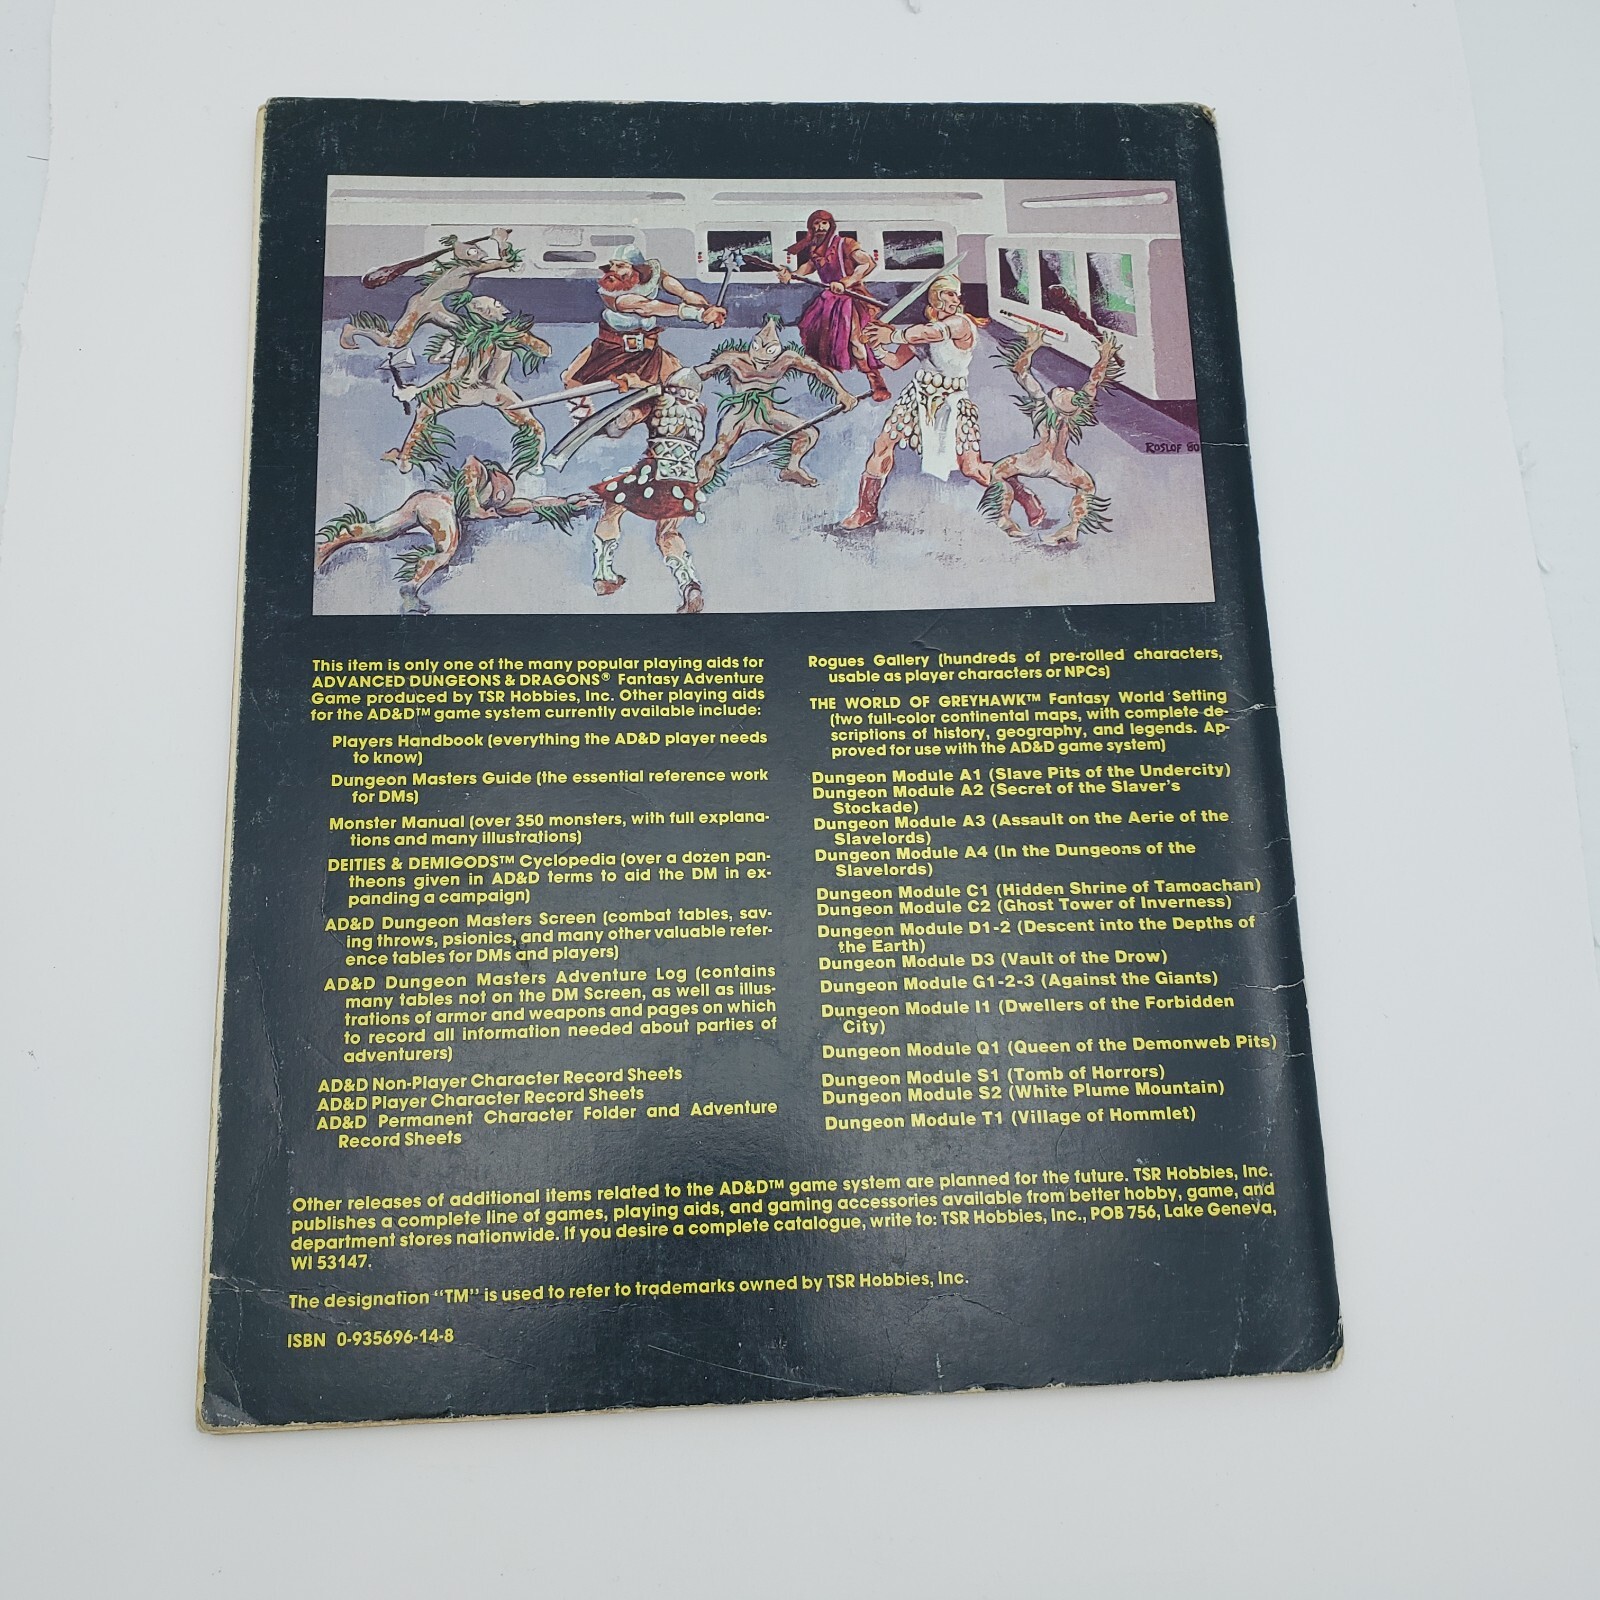 ROSLOF 80
This item is only one of the many popular playing aids for
ADVANCED DUNGEONS & DRAGONS® Fantasy Adventure
Game produced by TSR Hobbies, Inc. Other playing aids
for the AD&D™ game system currently available include:
Players Handbook (everything the AD&D player needs
to know)
Dungeon Masters Guide (the essential reference work
for DMs)
Monster Manual (over 350 monsters, with full explana-
tions and many illustrations)
DEITIES & DEMIGODS™ Cyclopedia (over a dozen pan-
theons given in AD&D terms to aid the DM in ex-
panding a campaign)
AD&D Dungeon Masters Screen (combat tables, sav-
ing throws, psionics, and many other valuable refer-
ence tables for DMs and players)
AD&D Dungeon Masters Adventure Log (contains
many tables not on the DM Screen, as well as illus-
trations of armor and weapons and pages on which
to record all information needed about parties of
adventurers)
AD&D Non-Player Character Record Sheets
AD&D Player Character Record Sheets
AD&D Permanent Character Folder and Adventure
Record Sheets
Rogues Gallery (hundreds of pre-rolled characters,
usable as player characters or NPCs)
THE WORLD OF GREYHAWK™ Fantasy World Setting
(two full-color continental maps, with complete de-
scriptions of history, geography, and legends. Ap-
proved for use with the AD&D game system)
Dungeon Module A1 (Slave Pits of the Undercity)
Dungeon Module A2 (Secret of the Slaver's
Stockade)
Dungeon Module A3 (Assault on the Aerie of the
Slavelords)
Dungeon Module A4 (In the Dungeons of the
Slavelords)
Dungeon Module C1 (Hidden Shrine of Tamoachan)
Dungeon Module C2 (Ghost Tower of Inverness)
Dungeon Module D1-2 (Descent into the Depths of
the Earth)
Dungeon Module D3 (Vault of the Drow)
Dungeon Module G1-2-3 (Against the Giants)
Dungeon Module I1 (Dwellers of the Forbidden
City)
Dungeon Module Q1 (Queen of the Demonweb Pits)
Dungeon Module S1 (Tomb of Horrors)
Dungeon Module S2 (White Plume Mountain)
Dungeon Module T1 (Village of Hommlet)
Other releases of additional items related to the AD&D™ game system are planned for the future. TSR Hobbies, Inc.
publishes a complete line of games, playing aids, and gaming accessories available from better hobby, game, and
department stores nationwide. If you desire a complete catalogue, write to: TSR Hobbies, Inc., POB 756, Lake Geneva,
WI 53147.
The designation "TM" is used to refer to trademarks owned by TSR Hobbies, Inc.
ISBN 0-935696-14-8